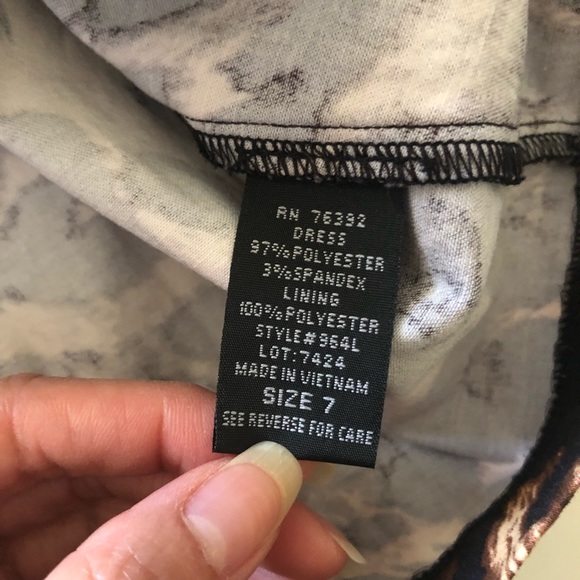 RN 76392
DRESS
97%POLYESTER
3%SPANDEX
LINING
100%POLYESTER
STYLE#964L
LOT:7424
MADE IN VIETNAM
SIZE 7
SEE REVERSE FOR CARE